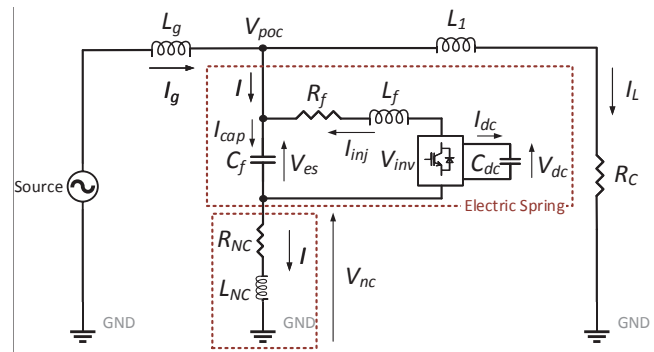 L_g
V_poc
L_1
I_g
I
R_f
L_f
I_L
I_cap
I_inj
I_dc
C_f
V_es
V_inv
C_dc
V_dc
Source
R_C
Electric Spring
R_NC
I
L_NC
V_nc
GND
GND
GND